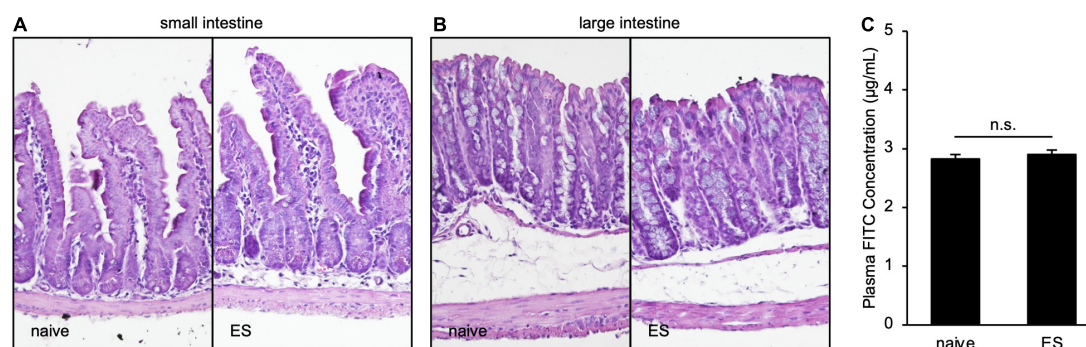 A
small intestine
naive
ES
B
large intestine
naive
ES
C
Plasma FITC Concentration (µg/mL)
5
4
3
2
1
0
n.s.
naive
ES